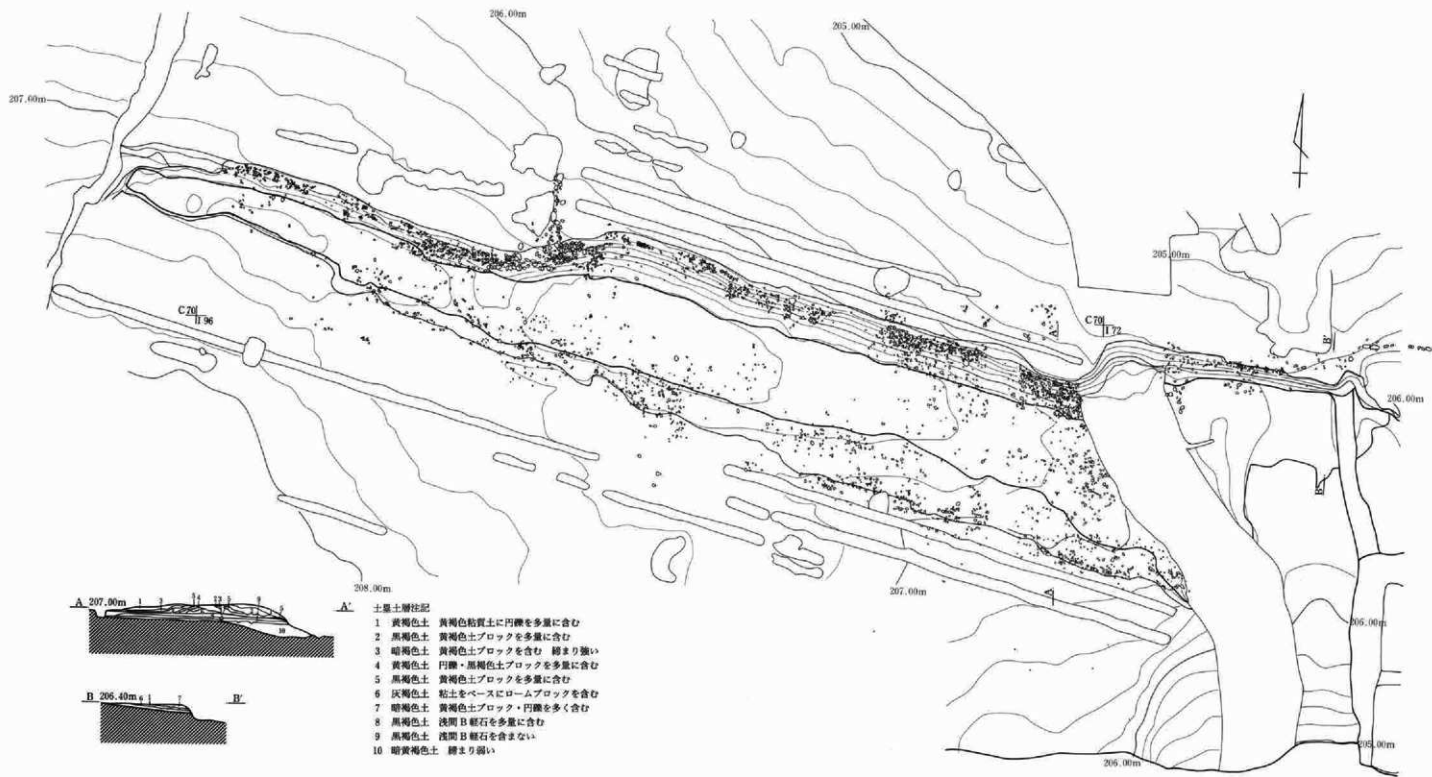 206.00m
205.00m
207.00m
205.00m
C70
I96
A'
C70
I72
B'
206.00m
B
208.00m
207.00m
A
206.00m
205.00m
206.00m
A 207.00m A'
B 206.40m B'
土塁土層注記
1 黄褐色土 黄褐色粘質土に円礫を多量に含む
2 黒褐色土 黄褐色土ブロックを多量に含む
3 暗褐色土 黄褐色土ブロックを含む 締まり強い
4 黄褐色土 円礫・黒褐色土ブロックを多量に含む
5 黒褐色土 黄褐色土ブロックを多量に含む
6 灰褐色土 粘土をベースにロームブロックを含む
7 暗褐色土 黄褐色土ブロック・円礫を多く含む
8 黒褐色土 浅間B軽石を多量に含む
9 黒褐色土 浅間B軽石を含まない
10 暗黄褐色土 締まり弱い